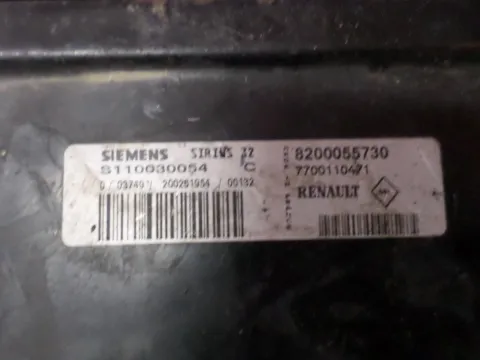 SIEMENS SIRIUS 32
S110030054 C
8200055730
7700110471
RENAULT